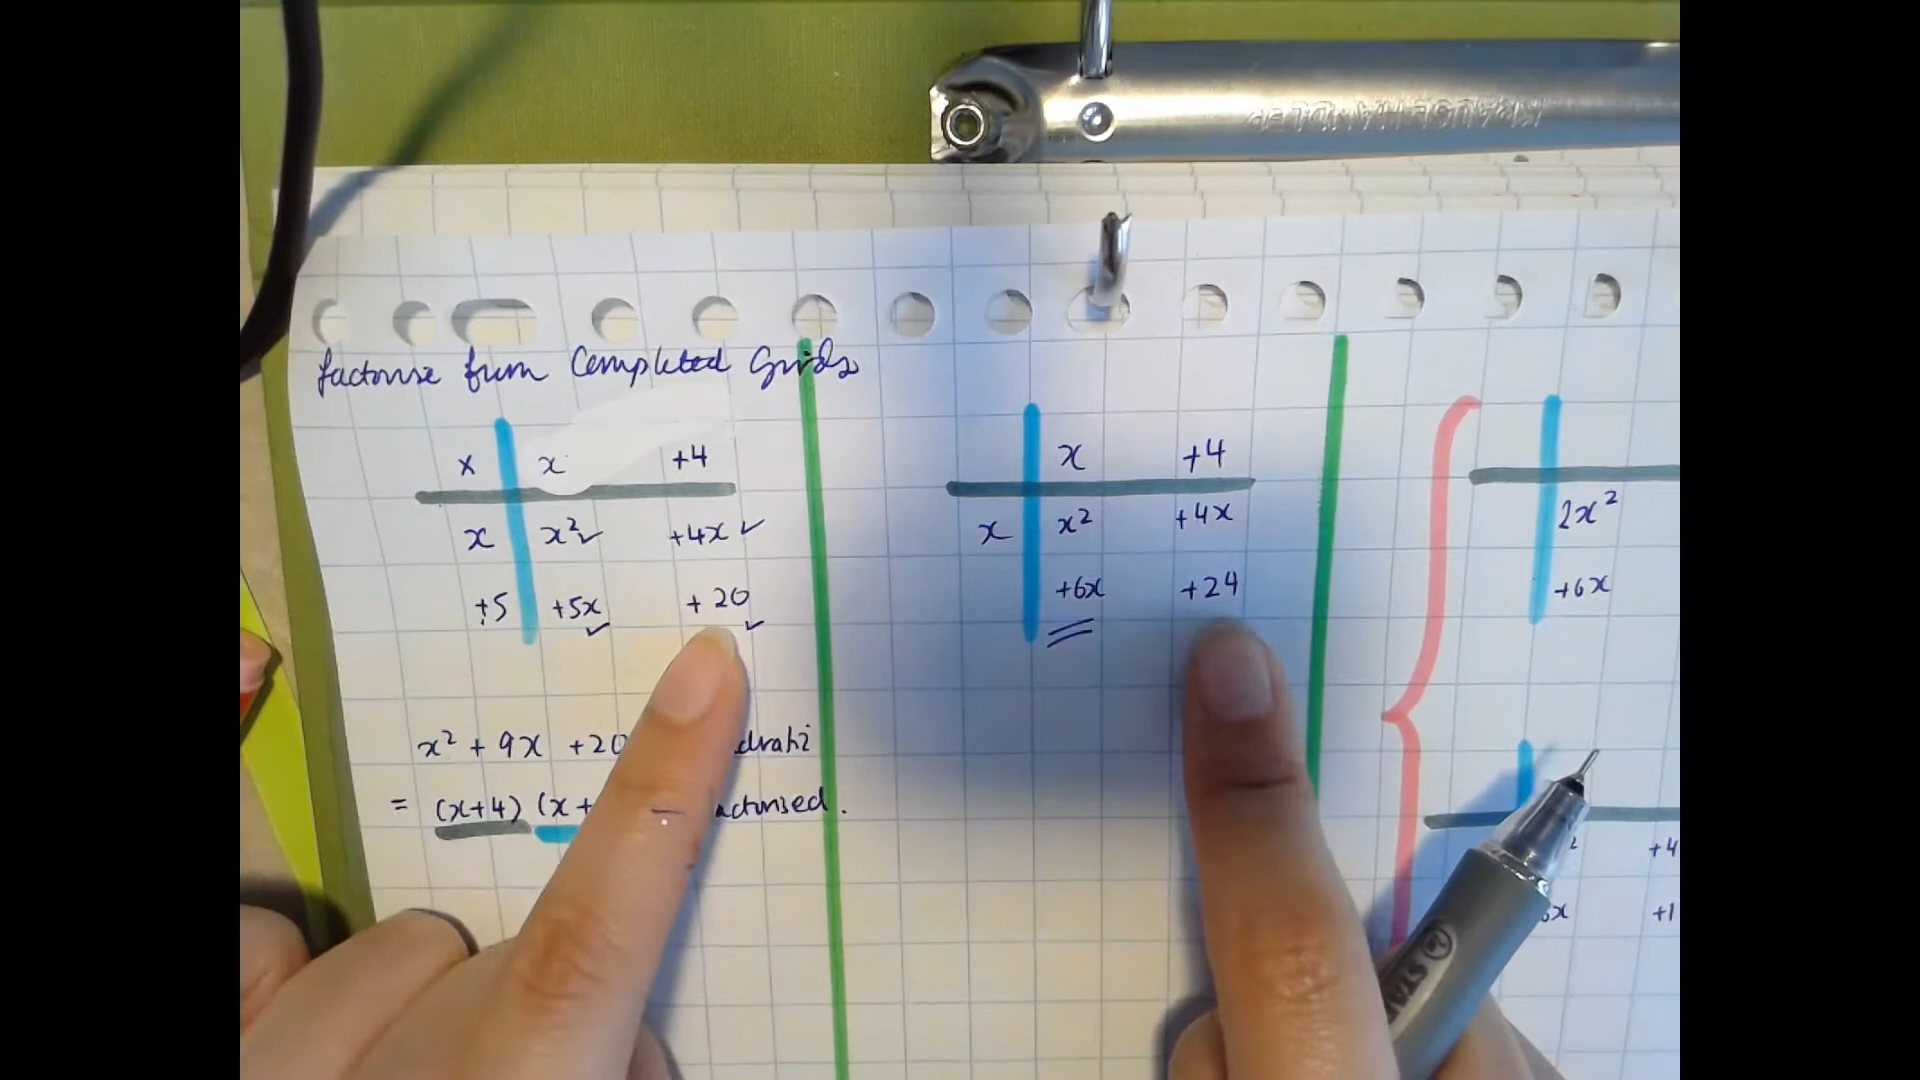 factorise from Completed Grids
× x +4
x x² +4x
+5 +5x +20
x² + 9x +20
= (x+4) (x+
x +4
x x² +4x
+6x +24
2x²
+6x
+4
+1